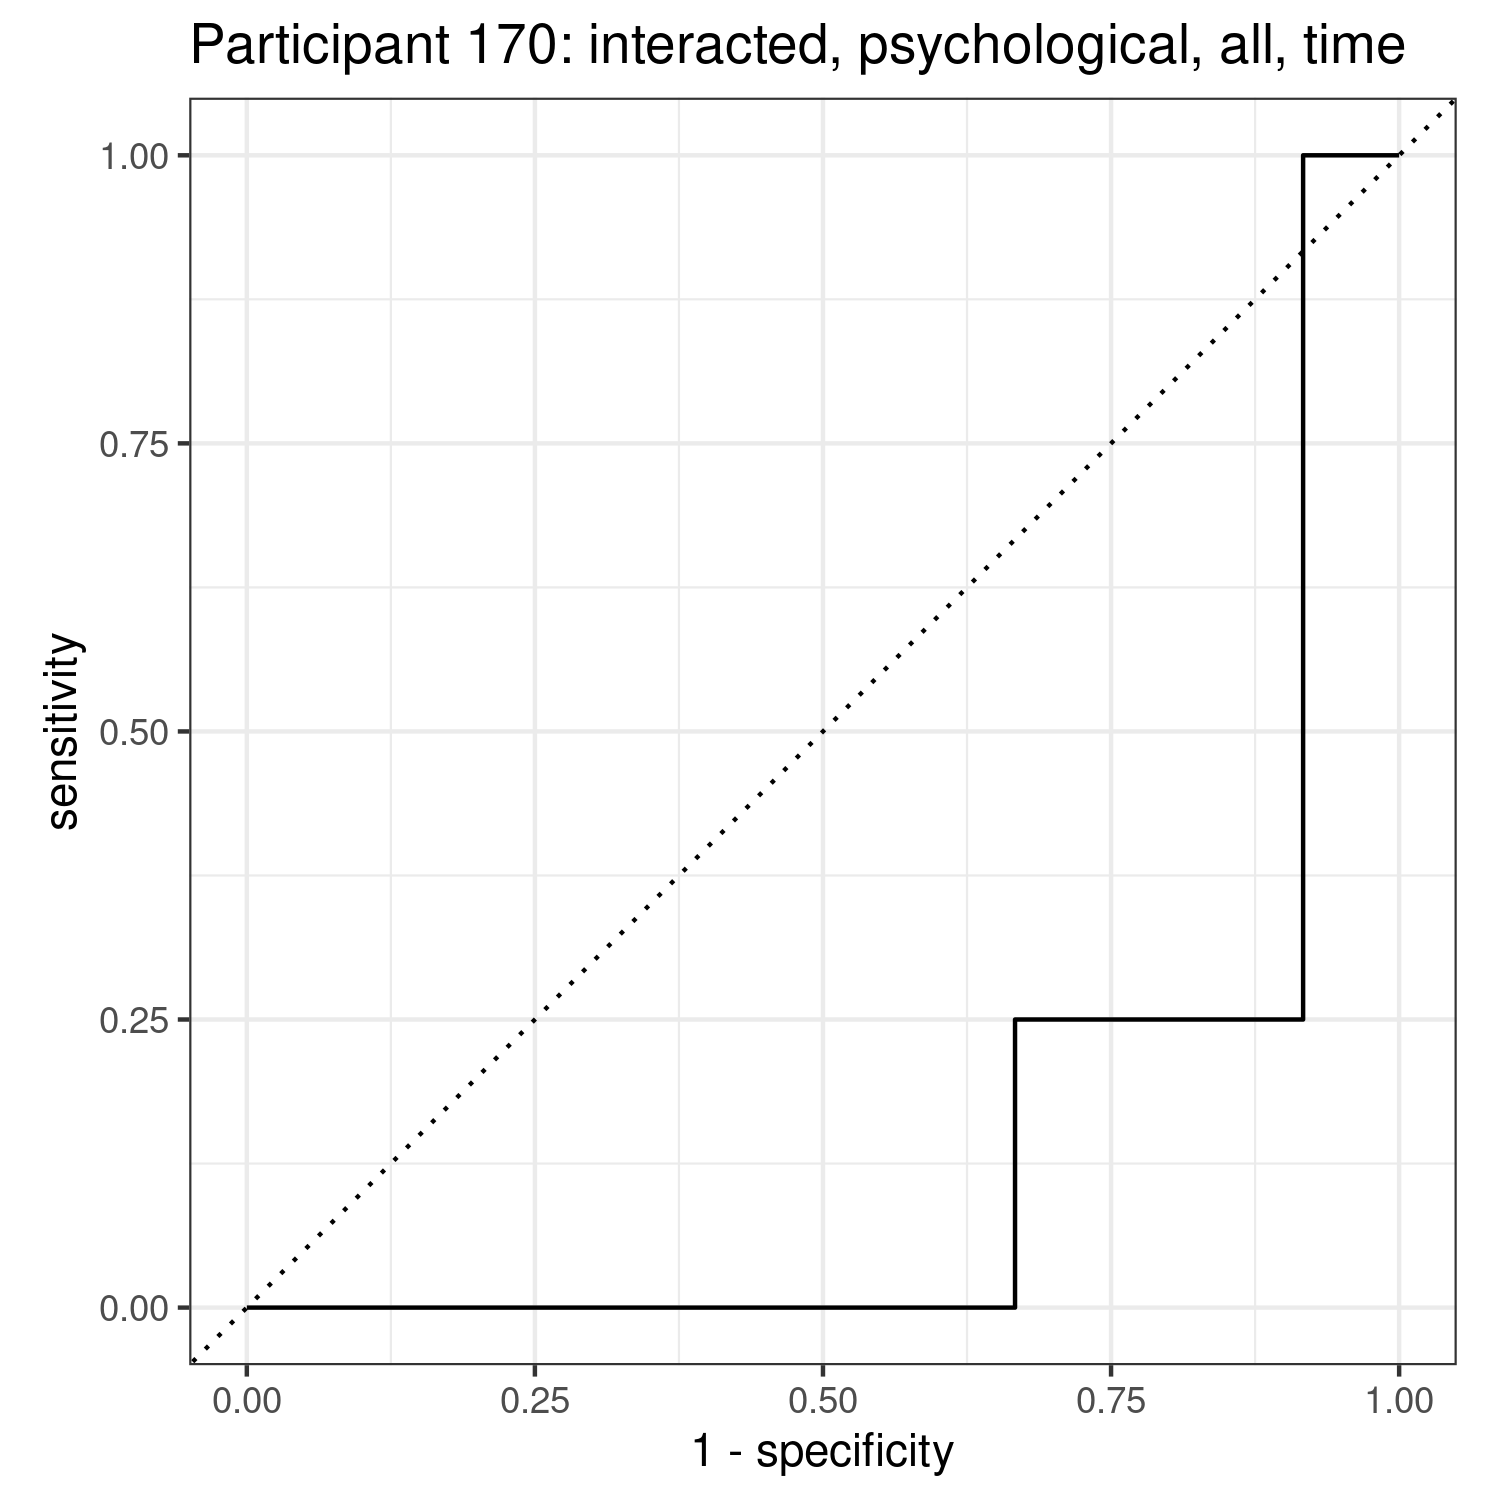 Participant 170: interacted, psychological, all, time
1.00
0.75
0.50
0.25
0.00
sensitivity
0.00 0.25 0.50 0.75 1.00
1 - specificity